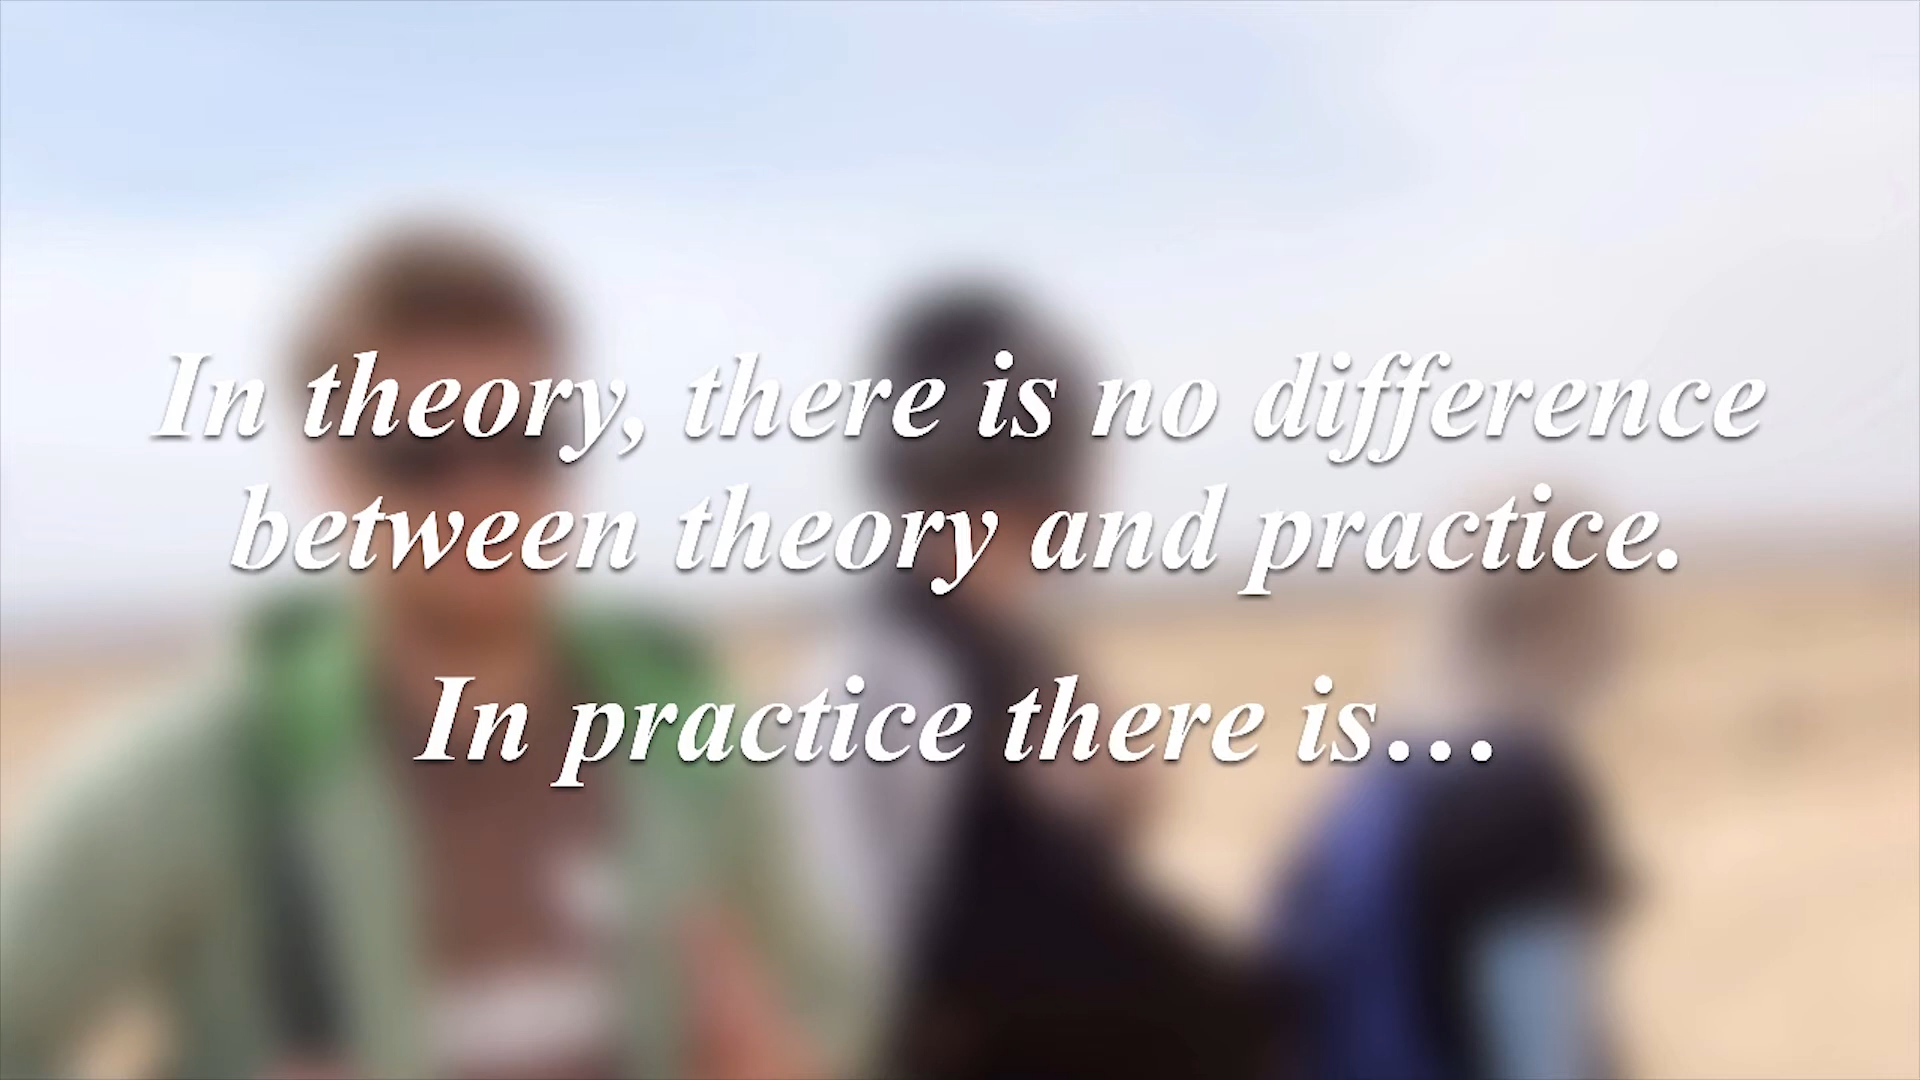 In theory, there is no difference
between theory and practice.
In practice there is...